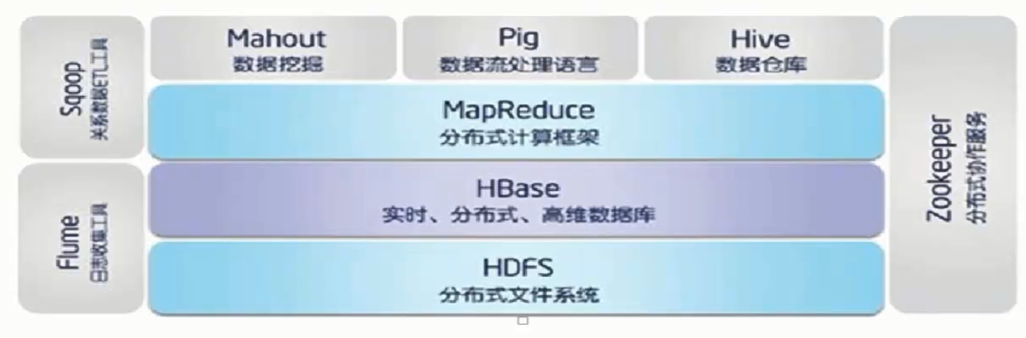 Sqoop
关系数据ETL工具
Mahout
数据挖掘
Pig
数据流处理语言
Hive
数据仓库
MapReduce
分布式计算框架
HBase
实时、分布式、高维数据库
HDFS
分布式文件系统
Flume
日志收集工具
Zookeeper
分布式协作服务